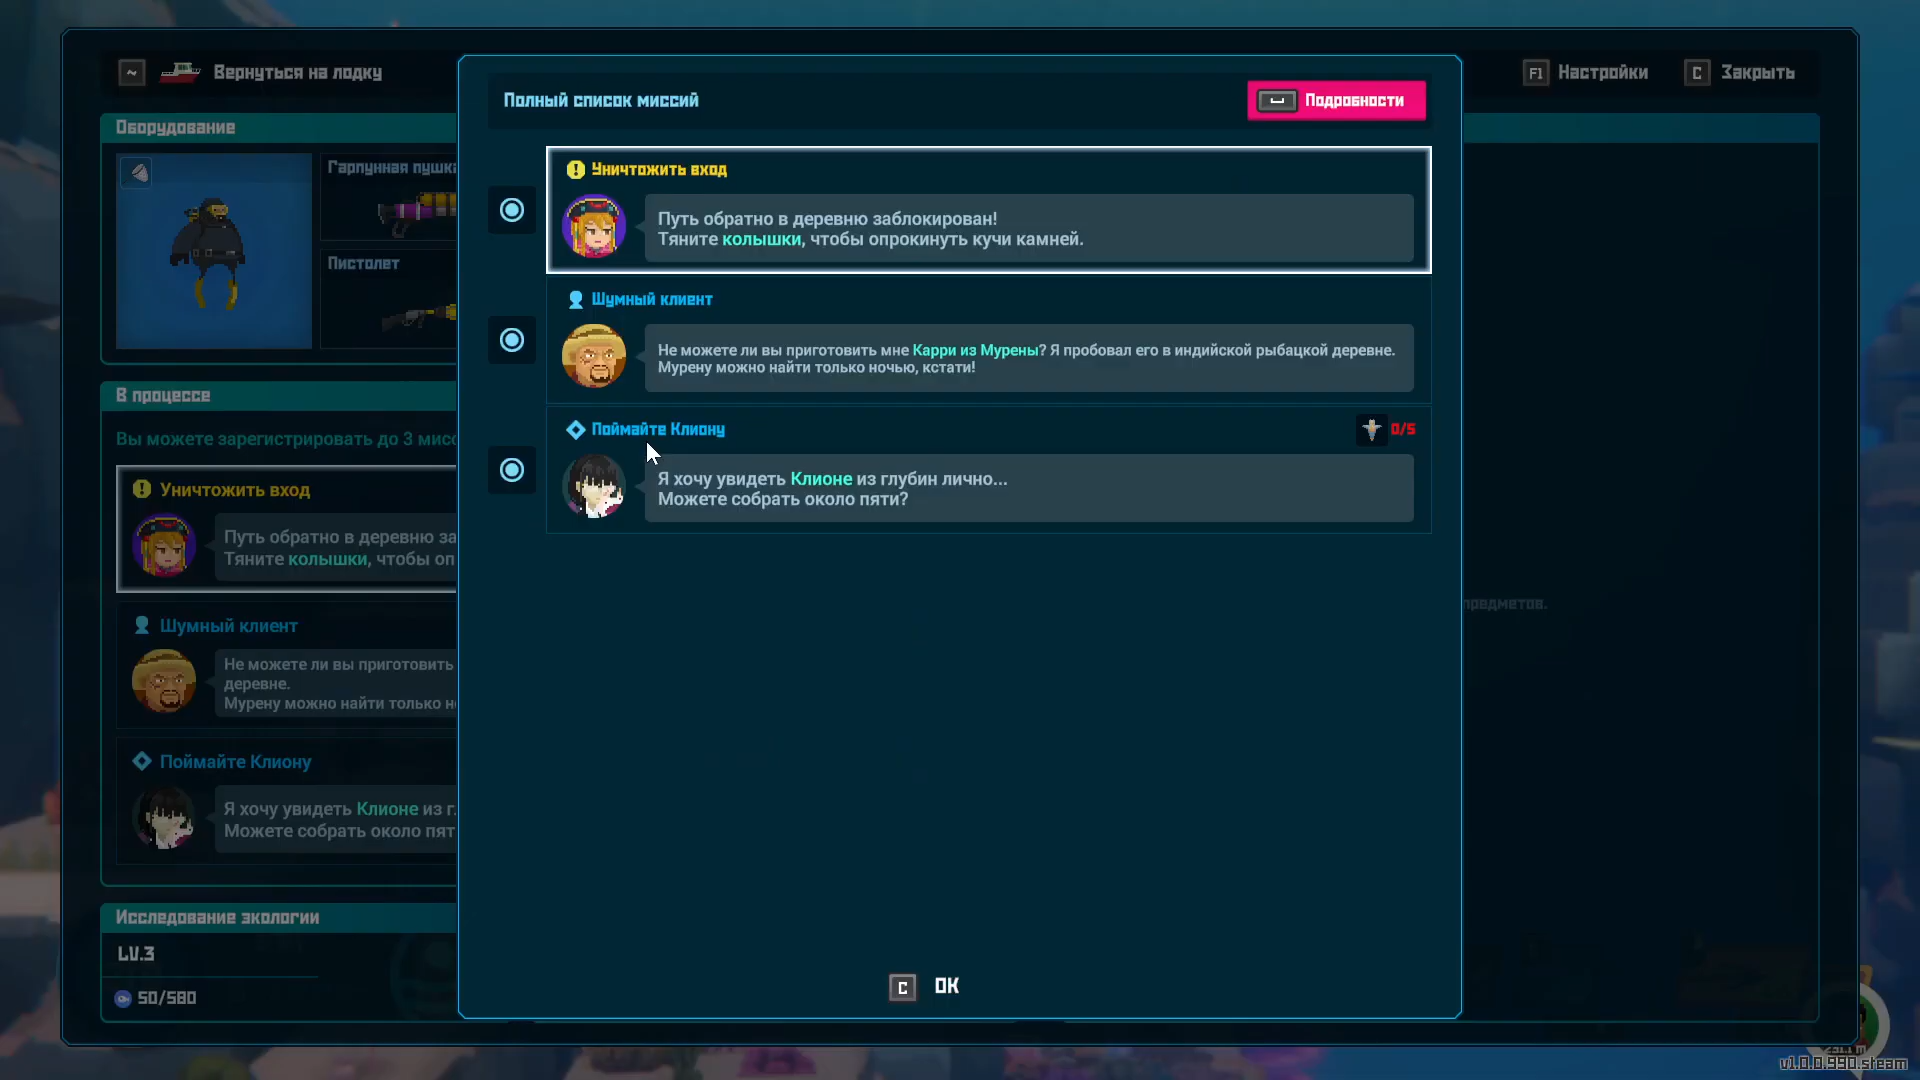 ~ Вернуться на лодку
F1 Настройки
C Закрыть
Оборудование
Гарпунная пушка
Пистолет
В процессе
Вы можете зарегистрировать до 3 мисс
Уничтожить вход
Путь обратно в деревню за
Тяните колышки, чтобы оп
Шумный клиент
Не можете ли вы приготовить
деревне.
Мурену можно найти только н
Поймайте Клиону
Я хочу увидеть Клионе из г
Можете собрать около пят
Исследование экологии
LV.3
50/580
Полный список миссий
Подробности
Уничтожить вход
Путь обратно в деревню заблокирован!
Тяните колышки, чтобы опрокинуть кучи камней.
Шумный клиент
Не можете ли вы приготовить мне Карри из Мурены? Я пробовал его в индийской рыбацкой деревне.
Мурену можно найти только ночью, кстати!
Поймайте Клиону
0/5
Я хочу увидеть Клионе из глубин лично...
Можете собрать около пяти?
C OK
предметов.
v1.0.0.990.steam